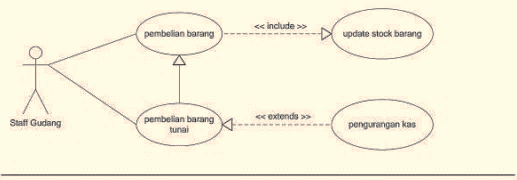 pembelian barang
<< include >>
update stock barang
Staff Gudang
pembelian barang
tunai
<< extends >>
pengurangan kas